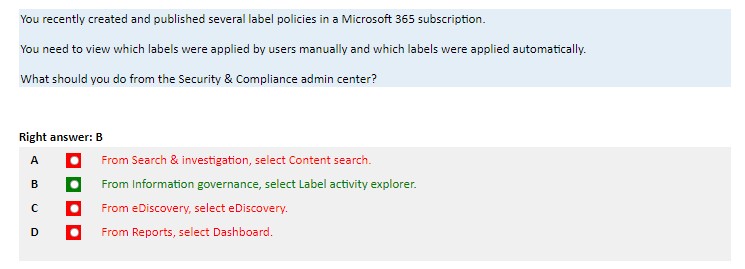 You recently created and published several label policies in a Microsoft 365 subscription.
You need to view which labels were applied by users manually and which labels were applied automatically.
What should you do from the Security & Compliance admin center?
Right answer: B
A From Search & investigation, select Content search.
B From Information governance, select Label activity explorer.
C From eDiscovery, select eDiscovery.
D From Reports, select Dashboard.